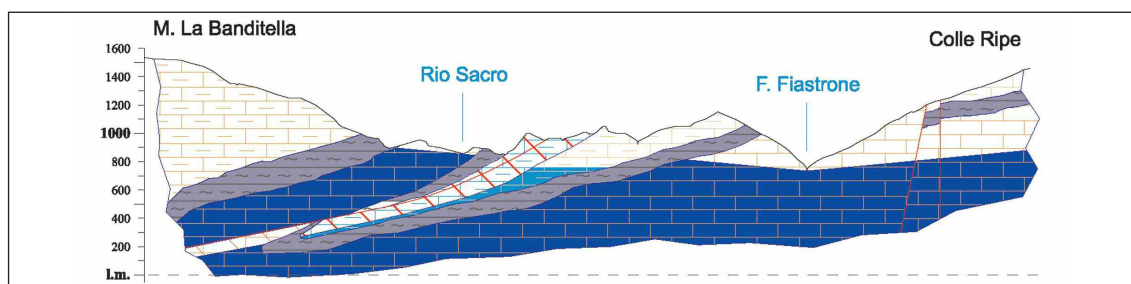 M. La Banditella
Colle Ripe
Rio Sacro
F. Fiastrone
1600
1400
1200
1000
800
600
400
200
l.m.